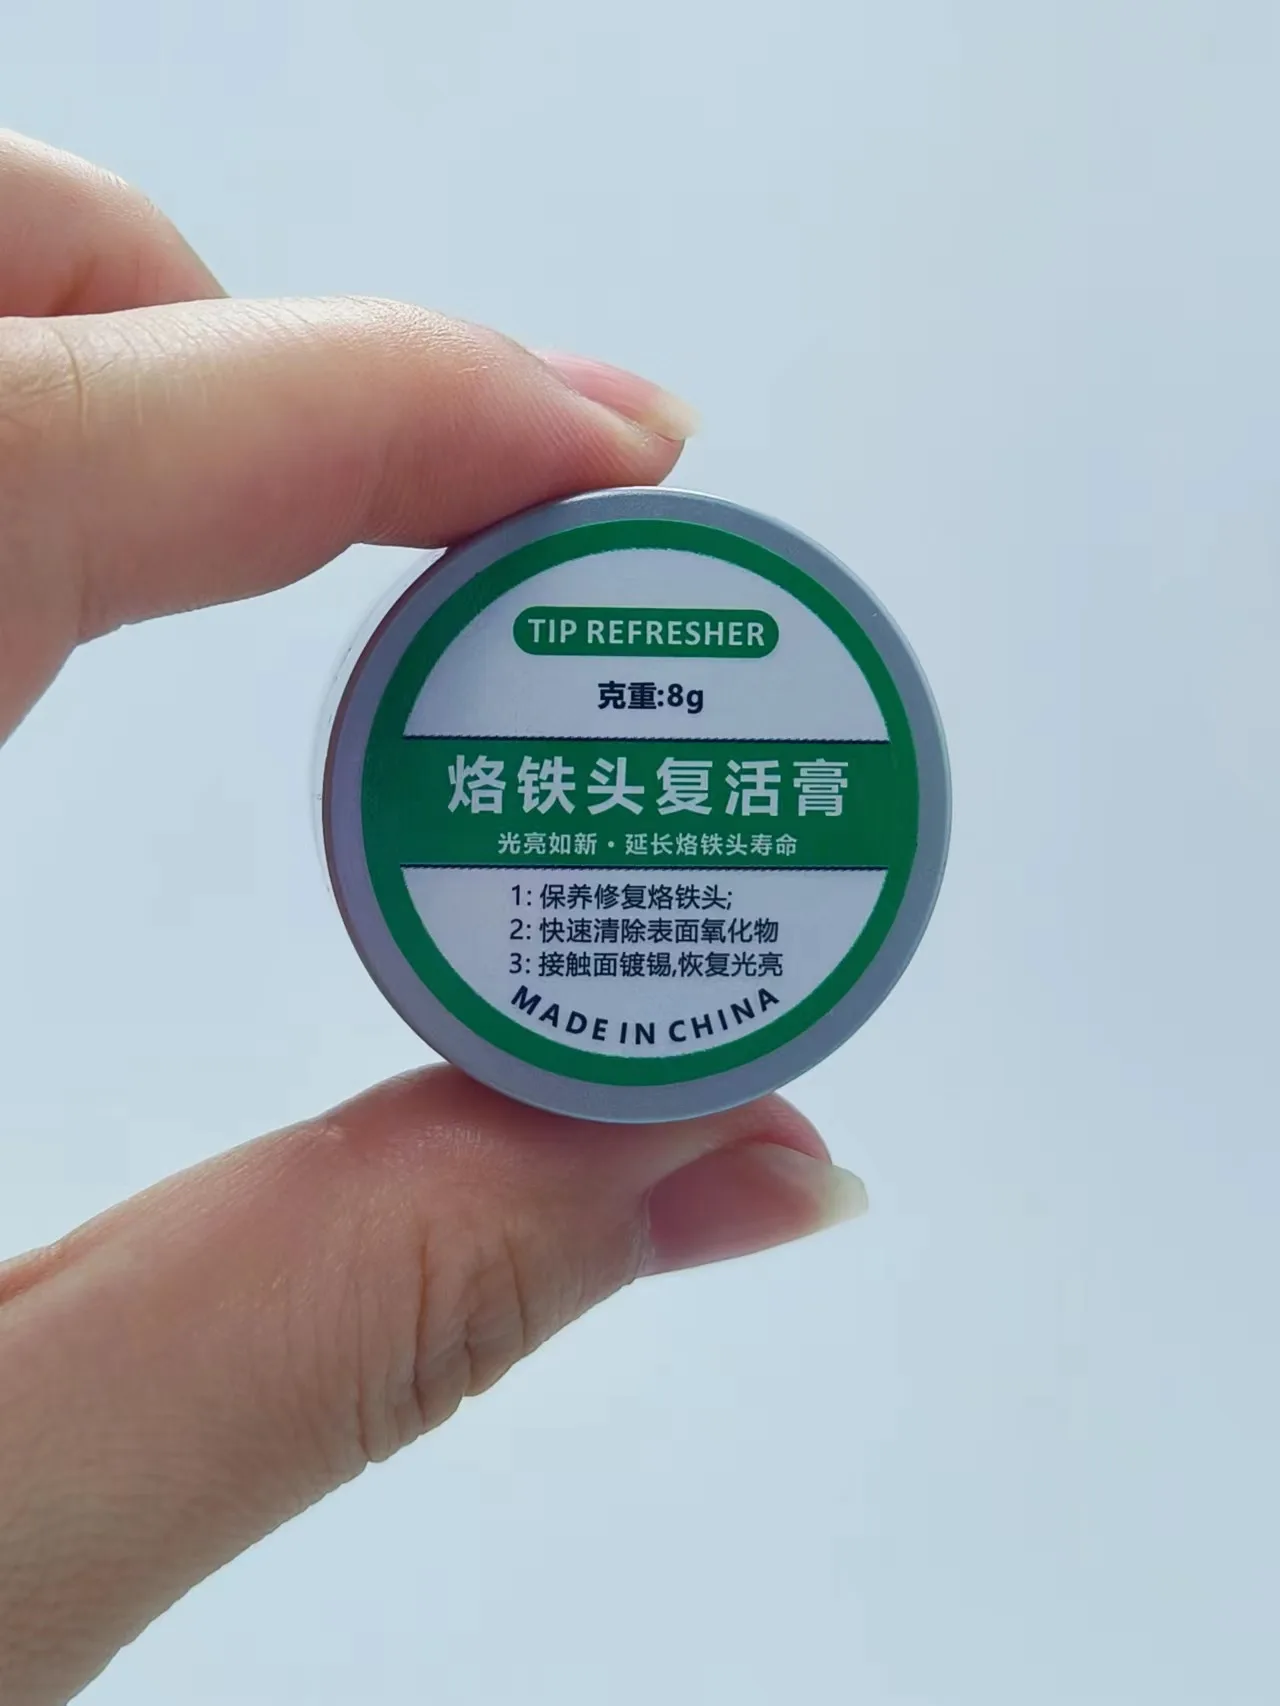 TIP REFRESHER
克重:8g
烙铁头复活膏
光亮如新·延长烙铁头寿命
1: 保养修复烙铁头;
2: 快速清除表面氧化物
3: 接触面镀锡,恢复光亮
MADE IN CHINA